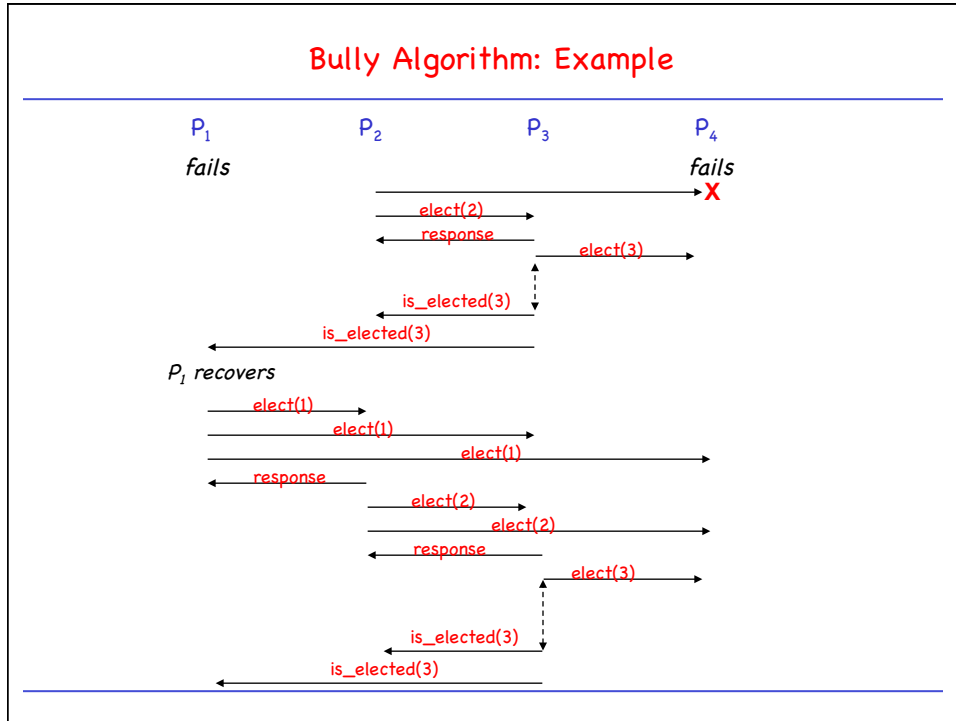 Bully Algorithm: Example
P₁ P₂ P₃ P₄
fails fails
X
elect(2)
response
elect(3)
is_elected(3)
is_elected(3)
P₁ recovers
elect(1)
elect(1)
elect(1)
response
elect(2)
elect(2)
response
elect(3)
is_elected(3)
is_elected(3)